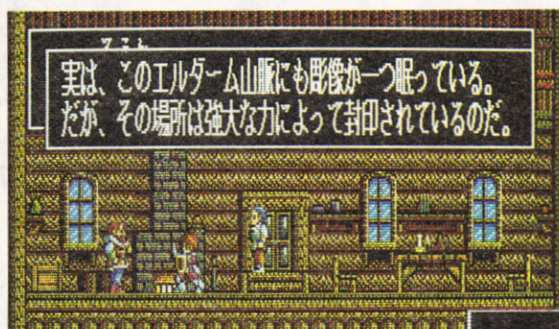 実は、このエルダーム山脈にも彫像が一つ眠っている。
だが、その場所は強大な力によって封印されているのだ。